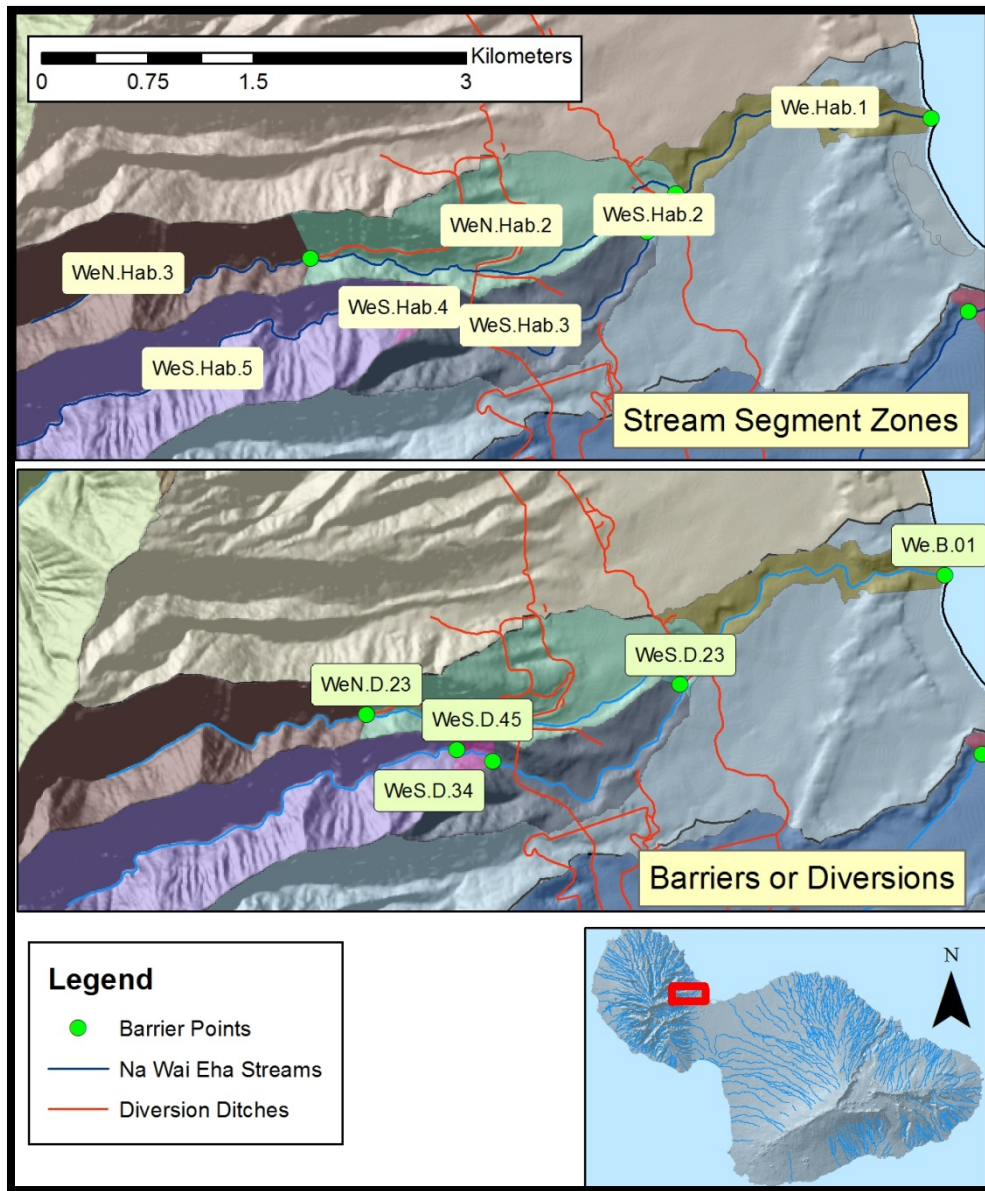 Kilometers
0 0.75 1.5 3
We.Hab.1
WeN.Hab.2
WeS.Hab.2
WeN.Hab.3
WeS.Hab.4
WeS.Hab.3
WeS.Hab.5
Stream Segment Zones
We.B.01
WeS.D.23
WeN.D.23
WeS.D.45
WeS.D.34
Barriers or Diversions
Legend
Barrier Points
Na Wai Eha Streams
Diversion Ditches
N